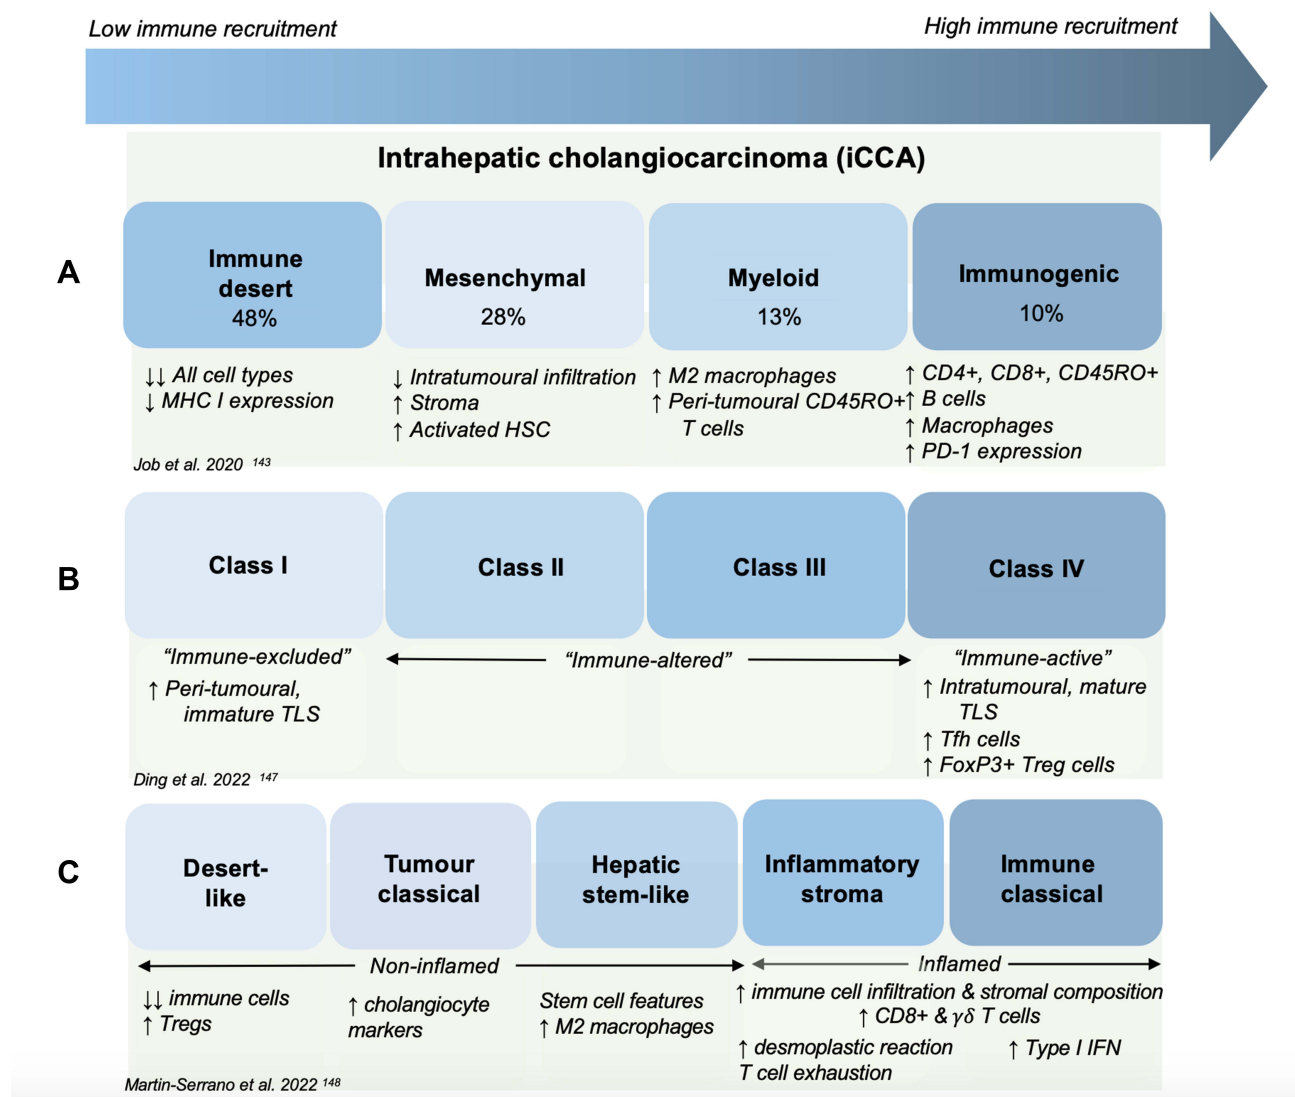 Low immune recruitment
High immune recruitment
Intrahepatic cholangiocarcinoma (iCCA)
A
Immune
desert
48%
Mesenchymal
28%
Myeloid
13%
Immunogenic
10%
↓↓ All cell types
↓ MHC I expression
↓ Intratumoural infiltration
↑ Stroma
↑ Activated HSC
↑ M2 macrophages
↑ Peri-tumoural CD45RO+
T cells
↑ CD4+, CD8+, CD45RO+
↑ B cells
↑ Macrophages
↑ PD-1 expression
Job et al. 2020 143
B
Class I
Class II
Class III
Class IV
“Immune-excluded”
“Immune-altered”
“Immune-active”
↑ Peri-tumoural,
immature TLS
↑ Intratumoural, mature
TLS
↑ Tfh cells
↑ FoxP3+ Treg cells
Ding et al. 2022 147
C
Desert-
like
Tumour
classical
Hepatic
stem-like
Inflammatory
stroma
Immune
classical
Non-inflamed
Inflamed
↓↓ immune cells
↑ Tregs
↑ cholangiocyte
markers
Stem cell features
↑ M2 macrophages
↑ immune cell infiltration & stromal composition
↑ CD8+ & γδ T cells
↑ desmoplastic reaction
T cell exhaustion
↑ Type I IFN
Martin-Serrano et al. 2022 148